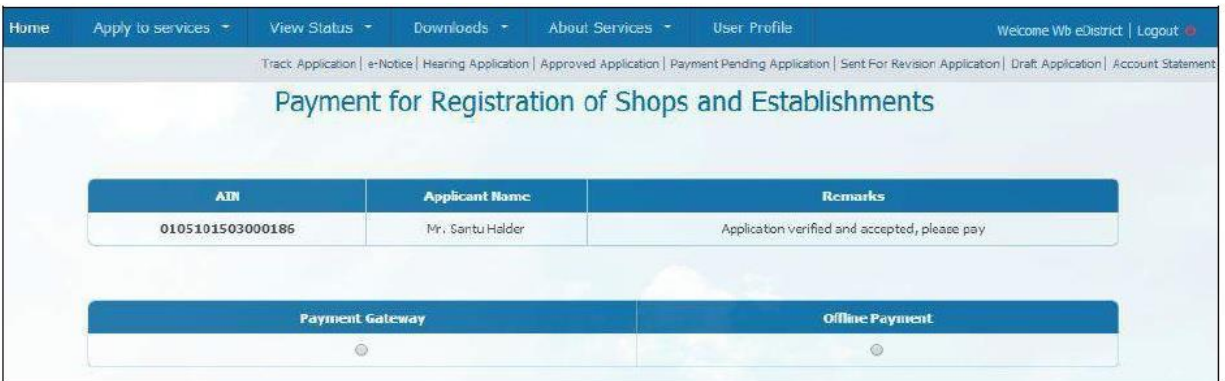 Home Apply to services View Status Downloads About Services User Profile Welcome Wb eDistrict | Logout
Track Application | e-Notice | Hearing Application | Approved Application | Payment Pending Application | Sent For Revision Application | Draft Application | Account Statement
Payment for Registration of Shops and Establishments
AIN Applicant Name Remarks
0105101503000186 Mr. Santu Halder Application verified and accepted, please pay
Payment Gateway Offline Payment